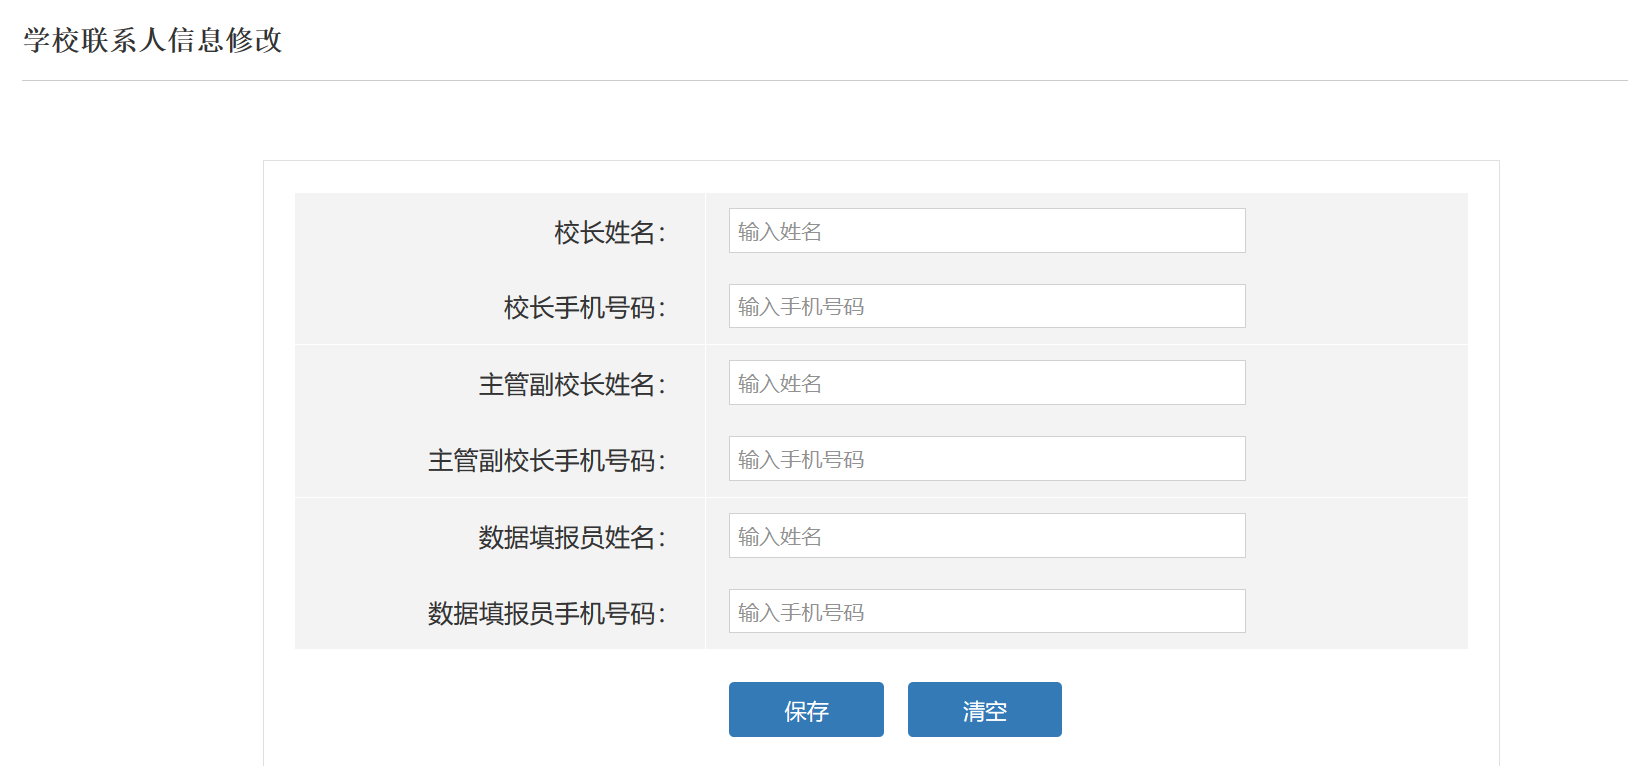 学校联系人信息修改
校长姓名： 输入姓名
校长手机号码： 输入手机号码
主管副校长姓名： 输入姓名
主管副校长手机号码： 输入手机号码
数据填报员姓名： 输入姓名
数据填报员手机号码： 输入手机号码
保存 清空